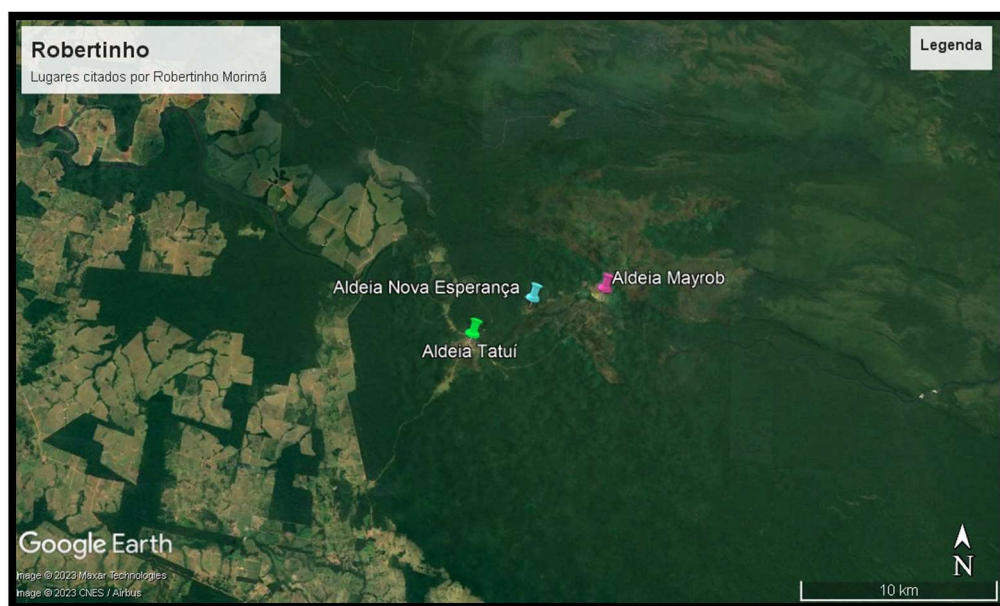 Robertinho
Lugares citados por Robertinho Morimã
Legenda
Aldeia Nova Esperança
Aldeia Mayrob
Aldeia Tatuí
Google Earth
Image © 2023 Maxar Technologies
Image © 2023 CNES / Airbus
N
10 km